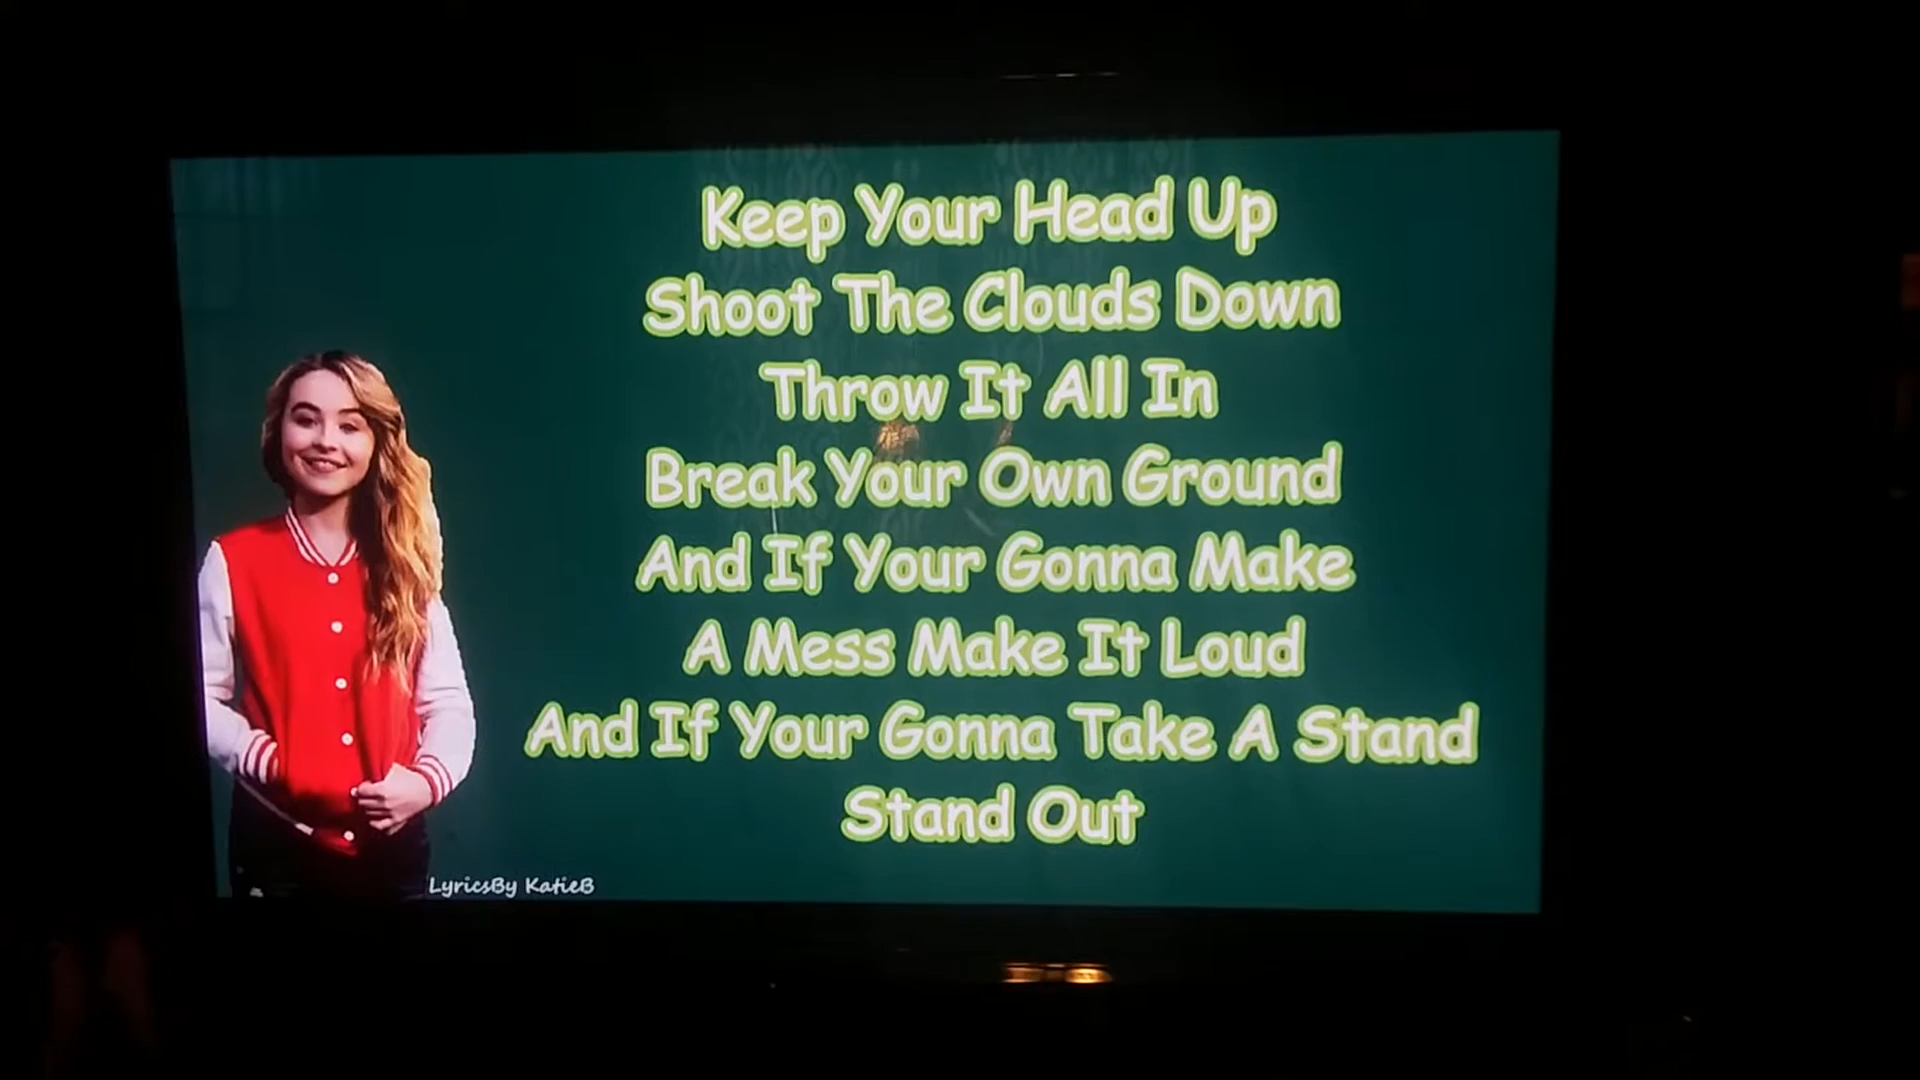 Keep Your Head Up
Shoot The Clouds Down
Throw It All In
Break Your Own Ground
And If Your Gonna Make
A Mess Make It Loud
And If Your Gonna Take A Stand
Stand Out
LyricsBy KatieB